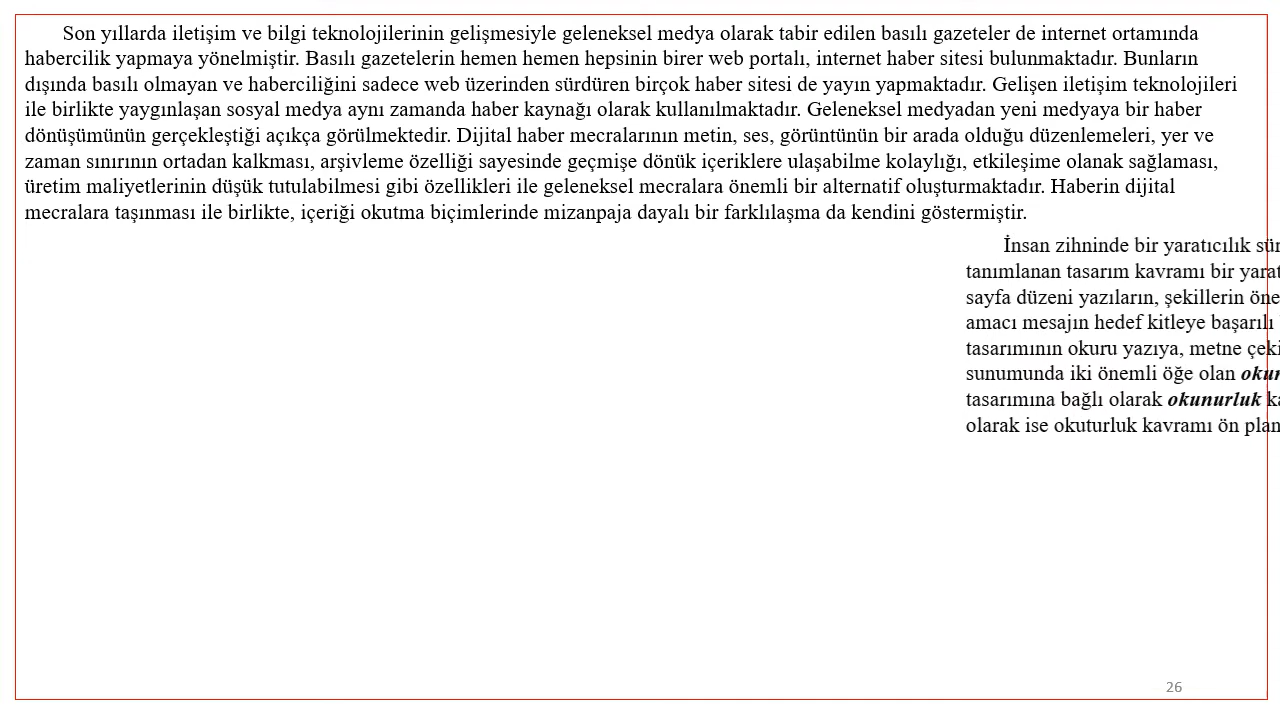 Son yıllarda iletişim ve bilgi teknolojilerinin gelişmesiyle geleneksel medya olarak tabir edilen basılı gazeteler de internet ortamında
habercilik yapmaya yönelmiştir. Basılı gazetelerin hemen hemen hepsinin birer web portalı, internet haber sitesi bulunmaktadır. Bunların
dışında basılı olmayan ve haberciliğini sadece web üzerinden sürdüren birçok haber sitesi de yayın yapmaktadır. Gelişen iletişim teknolojileri
ile birlikte yaygınlaşan sosyal medya aynı zamanda haber kaynağı olarak kullanılmaktadır. Geleneksel medyadan yeni medyaya bir haber
dönüşümünün gerçekleştiği açıkça görülmektedir. Dijital haber mecralarının metin, ses, görüntünün bir arada olduğu düzenlemeleri, yer ve
zaman sınırının ortadan kalkması, arşivleme özelliği sayesinde geçmişe dönük içeriklere ulaşabilme kolaylığı, etkileşime olanak sağlaması,
üretim maliyetlerinin düşük tutulabilmesi gibi özellikleri ile geleneksel mecralara önemli bir alternatif oluşturmaktadır. Haberin dijital
mecralara taşınması ile birlikte, içeriği okutma biçimlerinde mizanpaja dayalı bir farklılaşma da kendini göstermiştir.
İnsan zihninde bir yaratıcılık
tanımlanan tasarım kavramı bir
sayfa düzeni yazıların, şekillerin
amacı mesajın hedef kitleye başarılı
tasarımının okuru yazıya, metne
sunumunda iki önemli öğe olan
tasarımına bağlı olarak okunurluk
olarak ise okuturluk kavramı ön
26